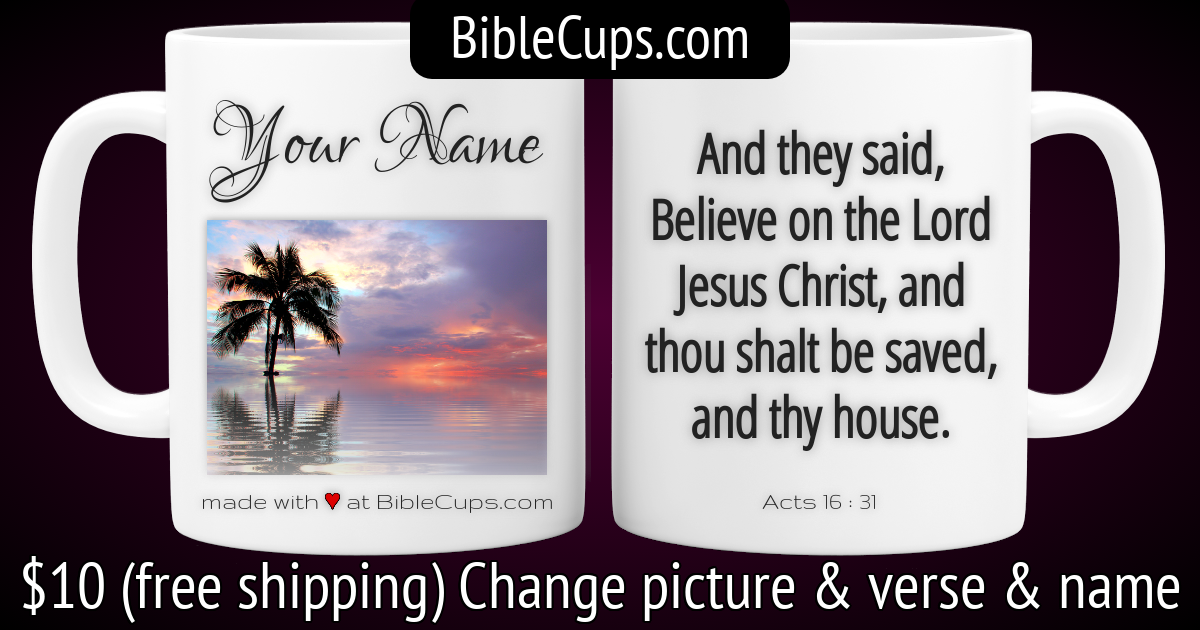 BibleCups.com
Your Name
made with ♥ at BibleCups.com
And they said,
Believe on the Lord
Jesus Christ, and
thou shalt be saved,
and thy house.
Acts 16 : 31
$10 (free shipping) Change picture & verse & name